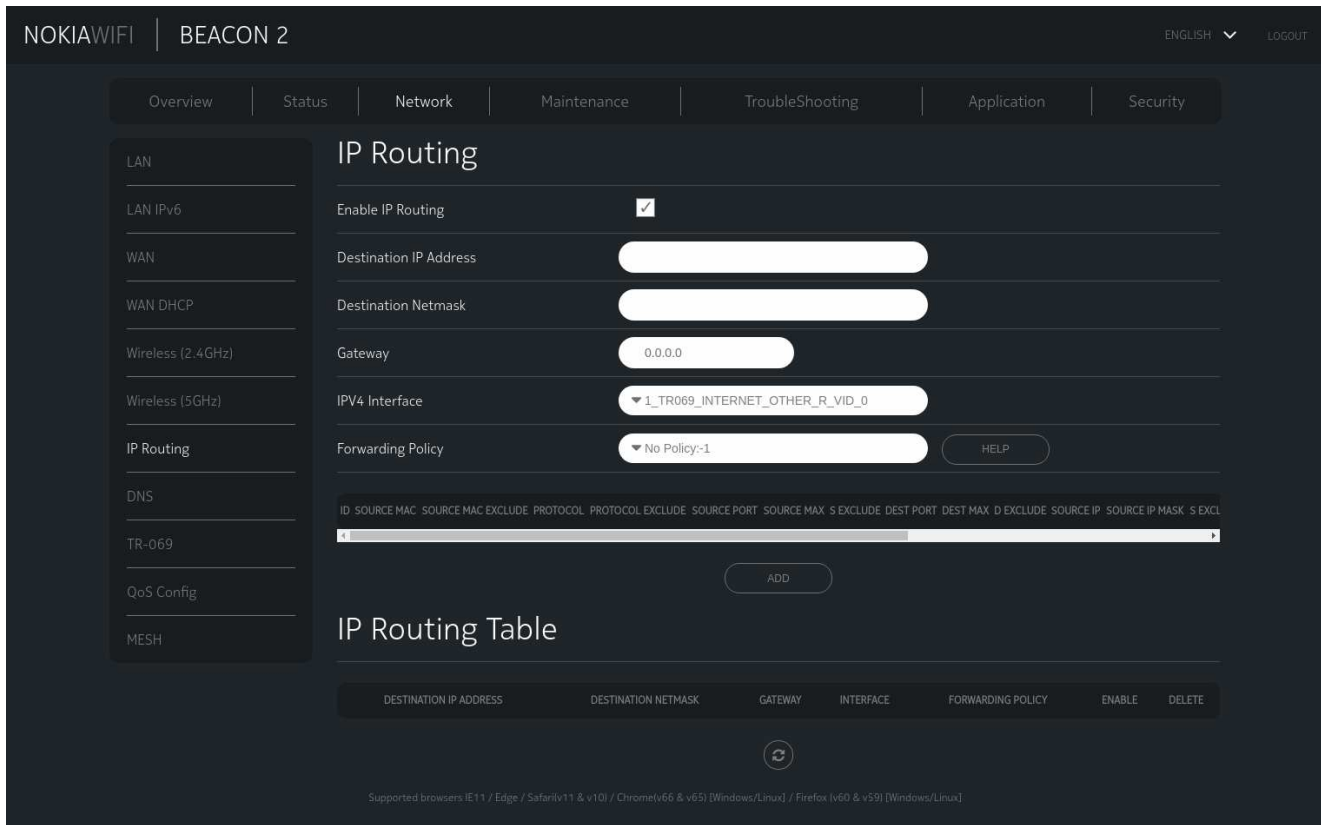 NOKIAWIFI BEACON 2 ENGLISH LOGOUT
Overview Status Network Maintenance TroubleShooting Application Security
LAN
LAN IPv6
WAN
WAN DHCP
Wireless (2.4GHz)
Wireless (5GHz)
IP Routing
DNS
TR-069
QoS Config
MESH
IP Routing
Enable IP Routing
Destination IP Address
Destination Netmask
Gateway 0.0.0.0
IPV4 Interface 1_TR069_INTERNET_OTHER_R_VID_0
Forwarding Policy No Policy:-1 HELP
ID SOURCE MAC SOURCE MAC EXCLUDE PROTOCOL PROTOCOL EXCLUDE SOURCE PORT SOURCE MAX S EXCLUDE DEST PORT DEST MAX D EXCLUDE SOURCE IP SOURCE IP MASK S EXCL
ADD
IP Routing Table
DESTINATION IP ADDRESS DESTINATION NETMASK GATEWAY INTERFACE FORWARDING POLICY ENABLE DELETE
Supported browsers IE11 / Edge / Safari(v11 & v10) / Chrome(v66 & v65) [Windows/Linux] / Firefox (v60 & v59) [Windows/Linux]